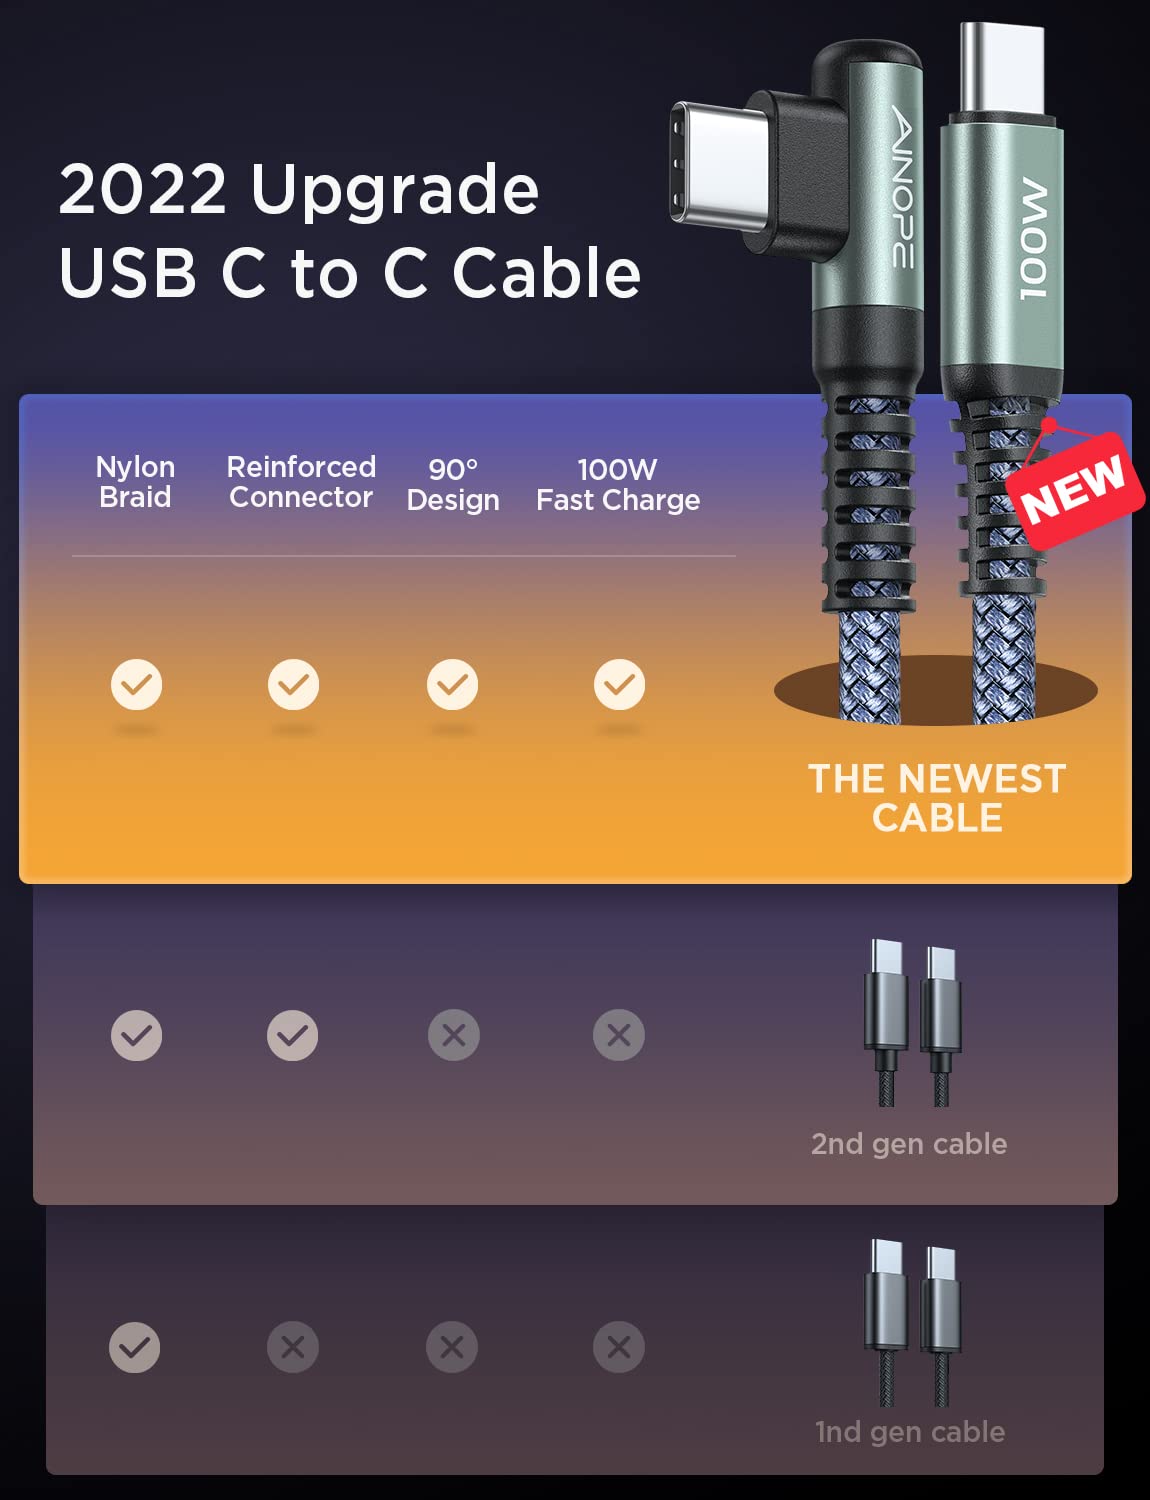 AINOPE
100W
2022 Upgrade
USB C to C Cable
Nylon
Braid
Reinforced
Connector
90°
Design
100W
Fast Charge
NEW
THE NEWEST
CABLE
2nd gen cable
1nd gen cable